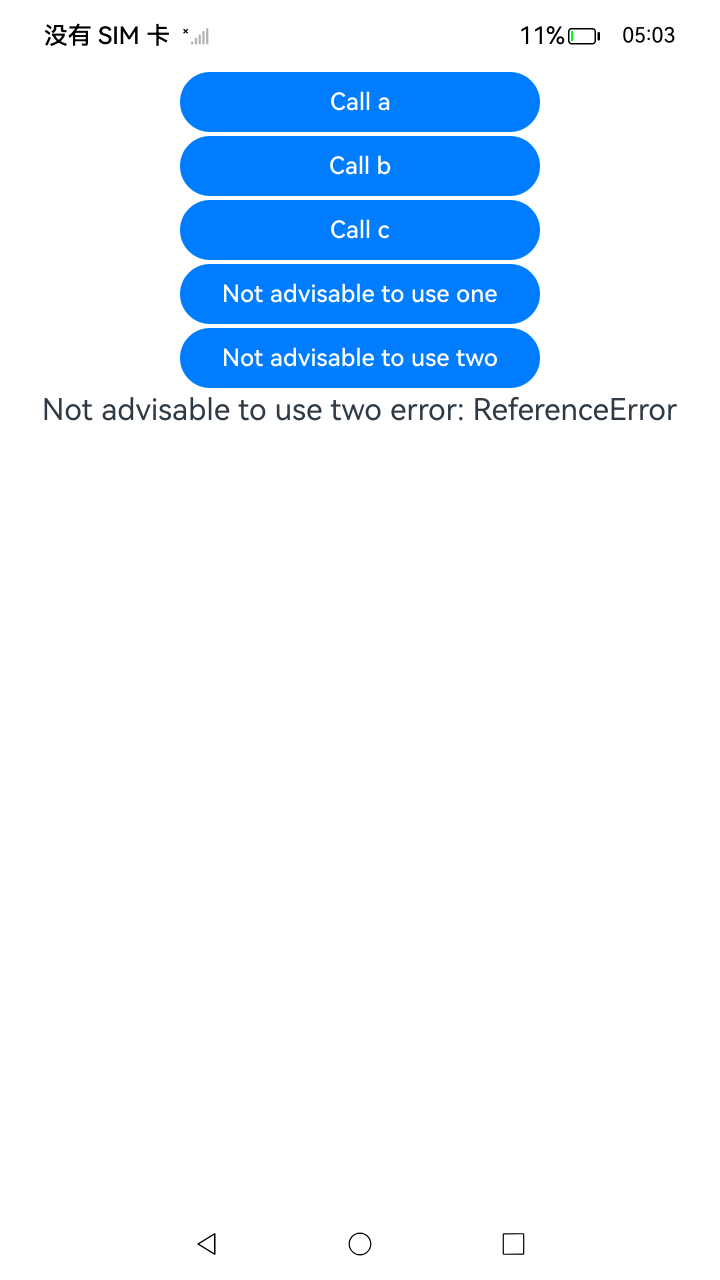 没有 SIM 卡 11% 05:03
Call a
Call b
Call c
Not advisable to use one
Not advisable to use two
Not advisable to use two error: ReferenceError